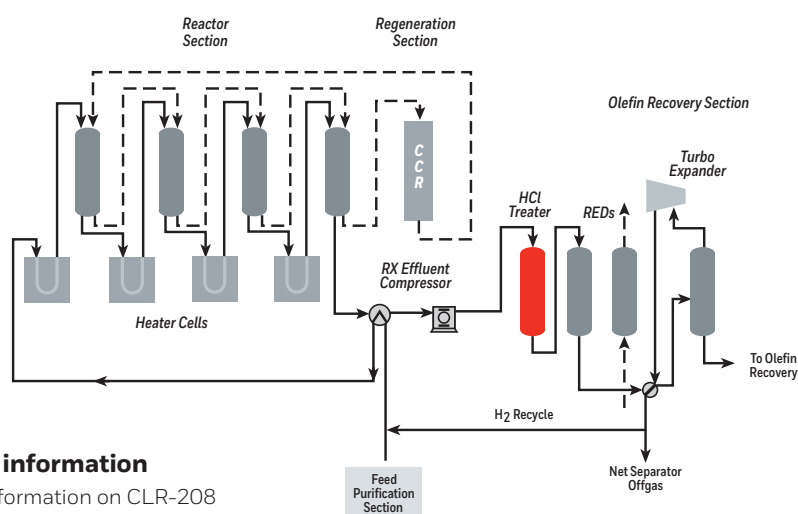 Reactor
Section
Regeneration
Section
Olefin Recovery Section
Turbo
Expander
C
C
R
HCl
Treater
REDs
RX Effluent
Compressor
Heater Cells
To Olefin
Recovery
H2 Recycle
information
formation on CLR-208
Feed
Purification
Section
Net Separator
Offgas